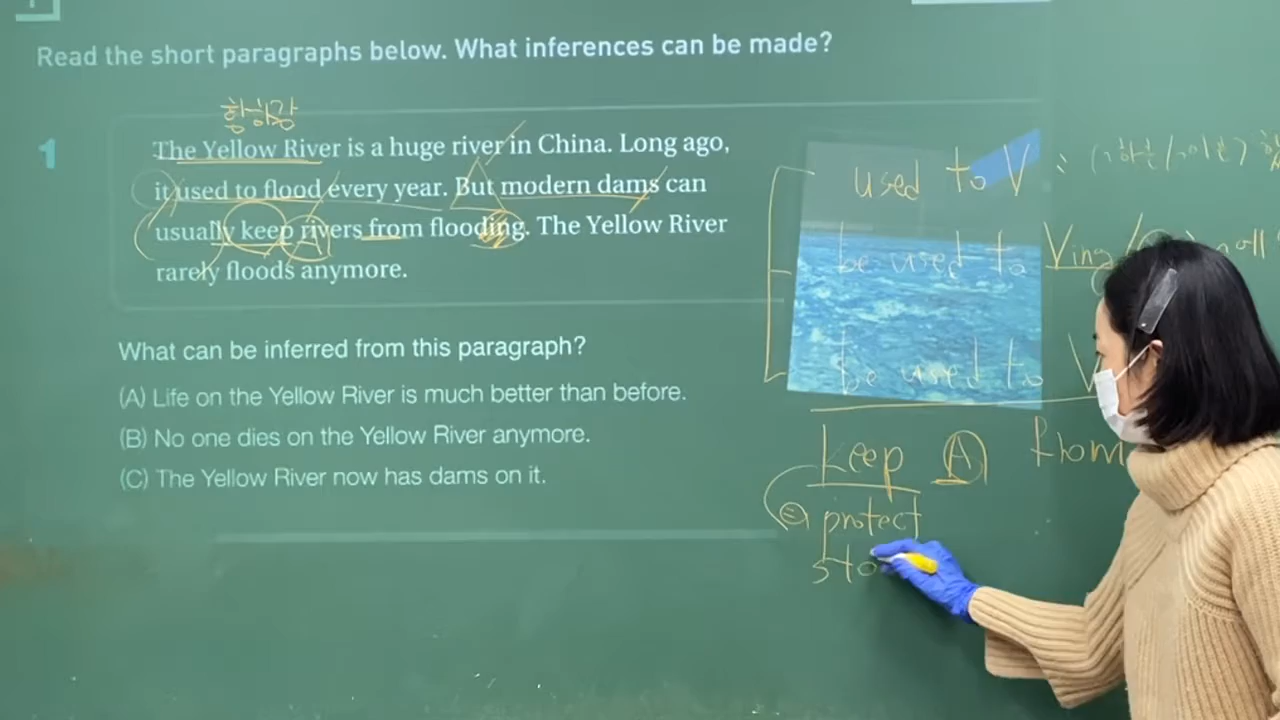 Read the short paragraphs below. What inferences can be made?
황하강
1
The Yellow River is a huge river in China. Long ago,
it used to flood every year. But modern dams can
usually keep rivers from flooding. The Yellow River
A
rarely floods anymore.
What can be inferred from this paragraph?
(A) Life on the Yellow River is much better than before.
(B) No one dies on the Yellow River anymore.
(C) The Yellow River now has dams on it.
used to V :
be used to Ving /
be used to V
keep A from
= protect
sto